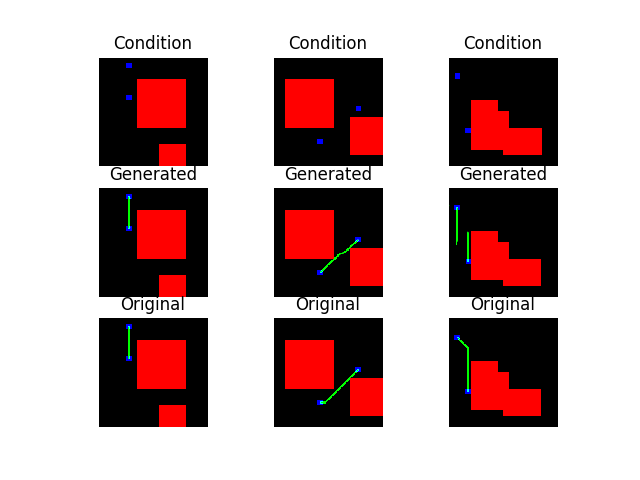 Condition Condition Condition
Generated Generated Generated
Original Original Original